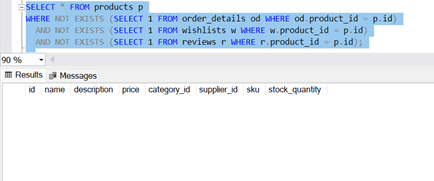 SELECT * FROM products p
WHERE NOT EXISTS (SELECT 1 FROM order_details od WHERE od.product_id = p.id)
AND NOT EXISTS (SELECT 1 FROM wishlists w WHERE w.product_id = p.id)
AND NOT EXISTS (SELECT 1 FROM reviews r WHERE r.product_id = p.id);
90 %
Results Messages
id name description price category_id supplier_id sku stock_quantity